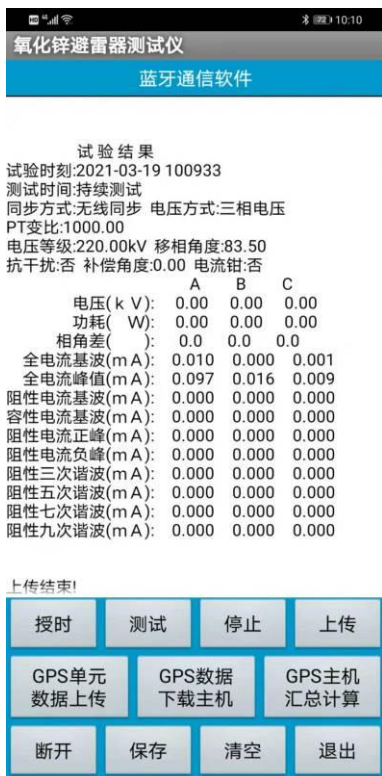 HD 4G 72 10:10
氧化锌避雷器测试仪
蓝牙通信软件
试 验 结 果
试验时刻:2021-03-19 100933
测试时间:持续测试
同步方式:无线同步 电压方式:三相电压
PT变比:1000.00
电压等级:220.00kV 移相角度:83.50
抗干扰:否 补偿角度:0.00 电流钳:否
A B C
电压( k V): 0.00 0.00 0.00
功耗( W): 0.00 0.00 0.00
相角差( ): 0.0 0.0 0.0
全电流基波(m A): 0.010 0.000 0.001
全电流峰值(m A): 0.097 0.016 0.009
阻性电流基波(m A): 0.000 0.000 0.000
容性电流基波(m A): 0.000 0.000 0.000
阻性电流正峰(m A): 0.000 0.000 0.000
阻性电流负峰(m A): 0.000 0.000 0.000
阻性三次谐波(m A): 0.000 0.000 0.000
阻性五次谐波(m A): 0.000 0.000 0.000
阻性七次谐波(m A): 0.000 0.000 0.000
阻性九次谐波(m A): 0.000 0.000 0.000
上传结束!
授时 测试 停止 上传
GPS单元 GPS数据 GPS主机
数据上传 下载主机 汇总计算
断开 保存 清空 退出